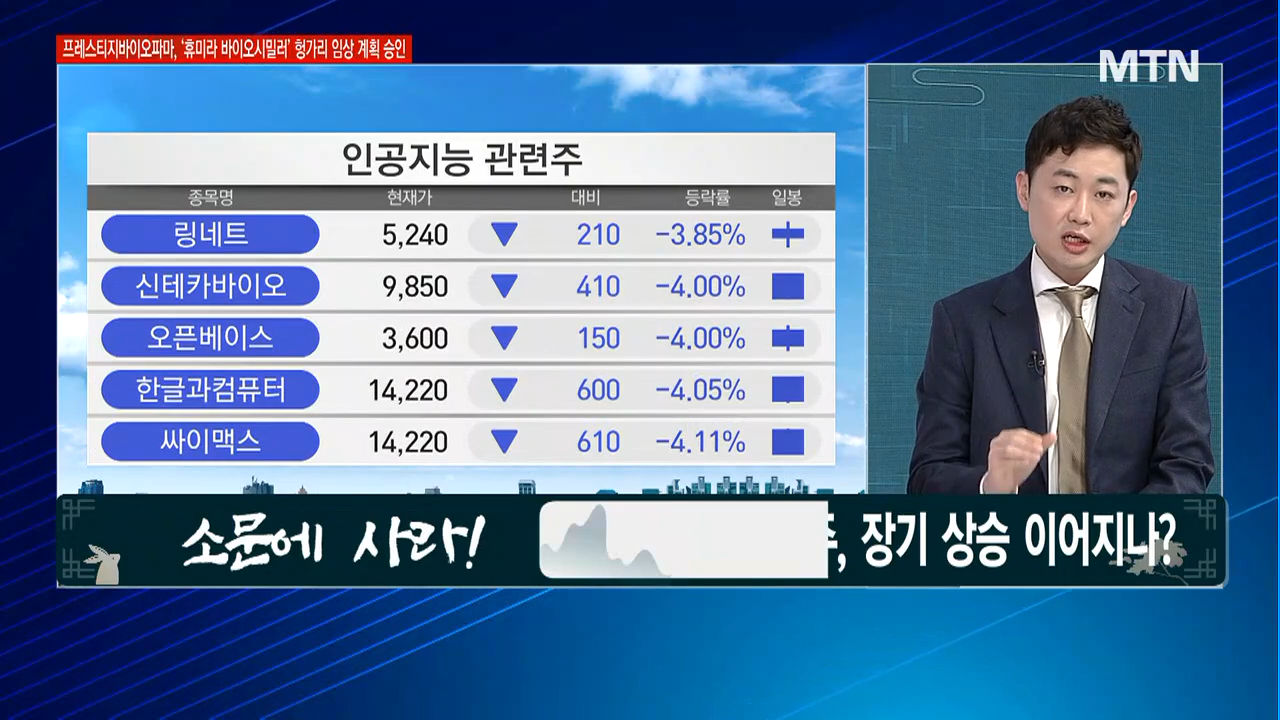 프레스티지바이오파마, '휴미라 바이오시밀러' 헝가리 임상 계획 승인
MTN
인공지능 관련주
종목명 현재가 대비 등락률 일봉
링네트 5,240 ▼ 210 -3.85%
신테카바이오 9,850 ▼ 410 -4.00%
오픈베이스 3,600 ▼ 150 -4.00%
한글과컴퓨터 14,220 ▼ 600 -4.05%
싸이맥스 14,220 ▼ 610 -4.11%
소문에 사라! , 장기 상승 이어지나?